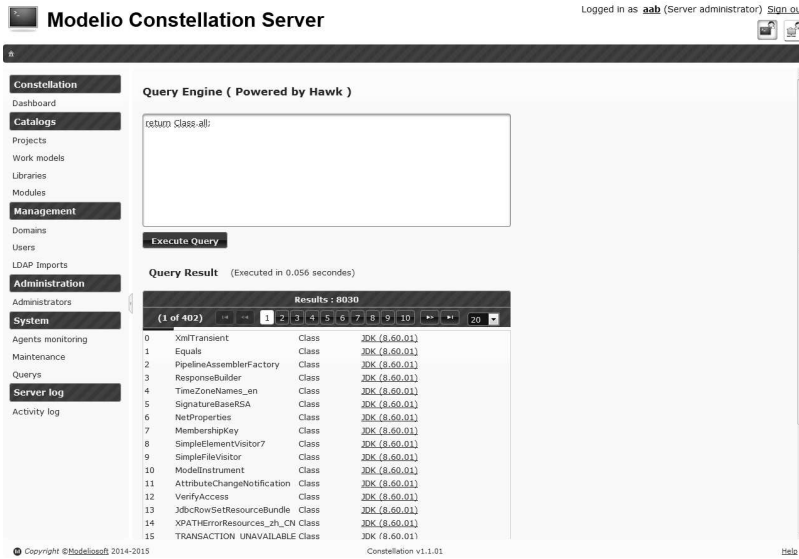 Modelio Constellation Server
Logged in as aab (Server administrator) Sign ou
Constellation
Dashboard
Catalogs
Projects
Work models
Libraries
Modules
Management
Domains
Users
LDAP Imports
Administration
Administrators
System
Agents monitoring
Maintenance
Querys
Server log
Activity log
Query Engine ( Powered by Hawk )
return Class.all;
Execute Query
Query Result (Executed in 0.056 secondes)
Results : 8030
(1 of 402) 1 2 3 4 5 6 7 8 9 10 20
0 XmlTransient Class JDK (8.60.01)
1 Equals Class JDK (8.60.01)
2 PipelineAssemblerFactory Class JDK (8.60.01)
3 ResponseBuilder Class JDK (8.60.01)
4 TimeZoneNames_en Class JDK (8.60.01)
5 SignatureBaseRSA Class JDK (8.60.01)
6 NetProperties Class JDK (8.60.01)
7 MembershipKey Class JDK (8.60.01)
8 SimpleElementVisitor7 Class JDK (8.60.01)
9 SimpleFileVisitor Class JDK (8.60.01)
10 ModelInstrument Class JDK (8.60.01)
11 AttributeChangeNotification Class JDK (8.60.01)
12 VerifyAccess Class JDK (8.60.01)
13 JdbcRowSetResourceBundle Class JDK (8.60.01)
14 XPATHErrorResources_zh_CN Class JDK (8.60.01)
15 TRANSACTION_UNAVAILABLE Class JDK (8.60.01)
Copyright ©Modeliosoft 2014-2015
Constellation v1.1.01
Help